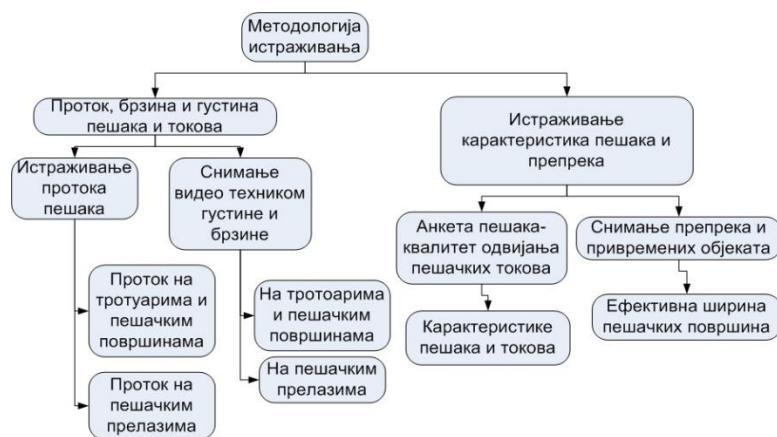 Методологија
истраживања
Проток, брзина и густина
пешака и токова
Истраживање
карактеристика пешака и
препрека
Истраживање
протока
пешака
Снимање
видео техником
густине и
брзине
Анкета пешака-
квалитет одвијања
пешачких токова
Снимање препрека и
привремених објеката
Проток на
тротуарима и
пешачким
површинама
На тротоарима
и пешачким
површинама
Карактеристике
пешака и токова
Ефективна ширина
пешачких површина
Проток на
пешачким
прелазима
На пешачким
прелазима